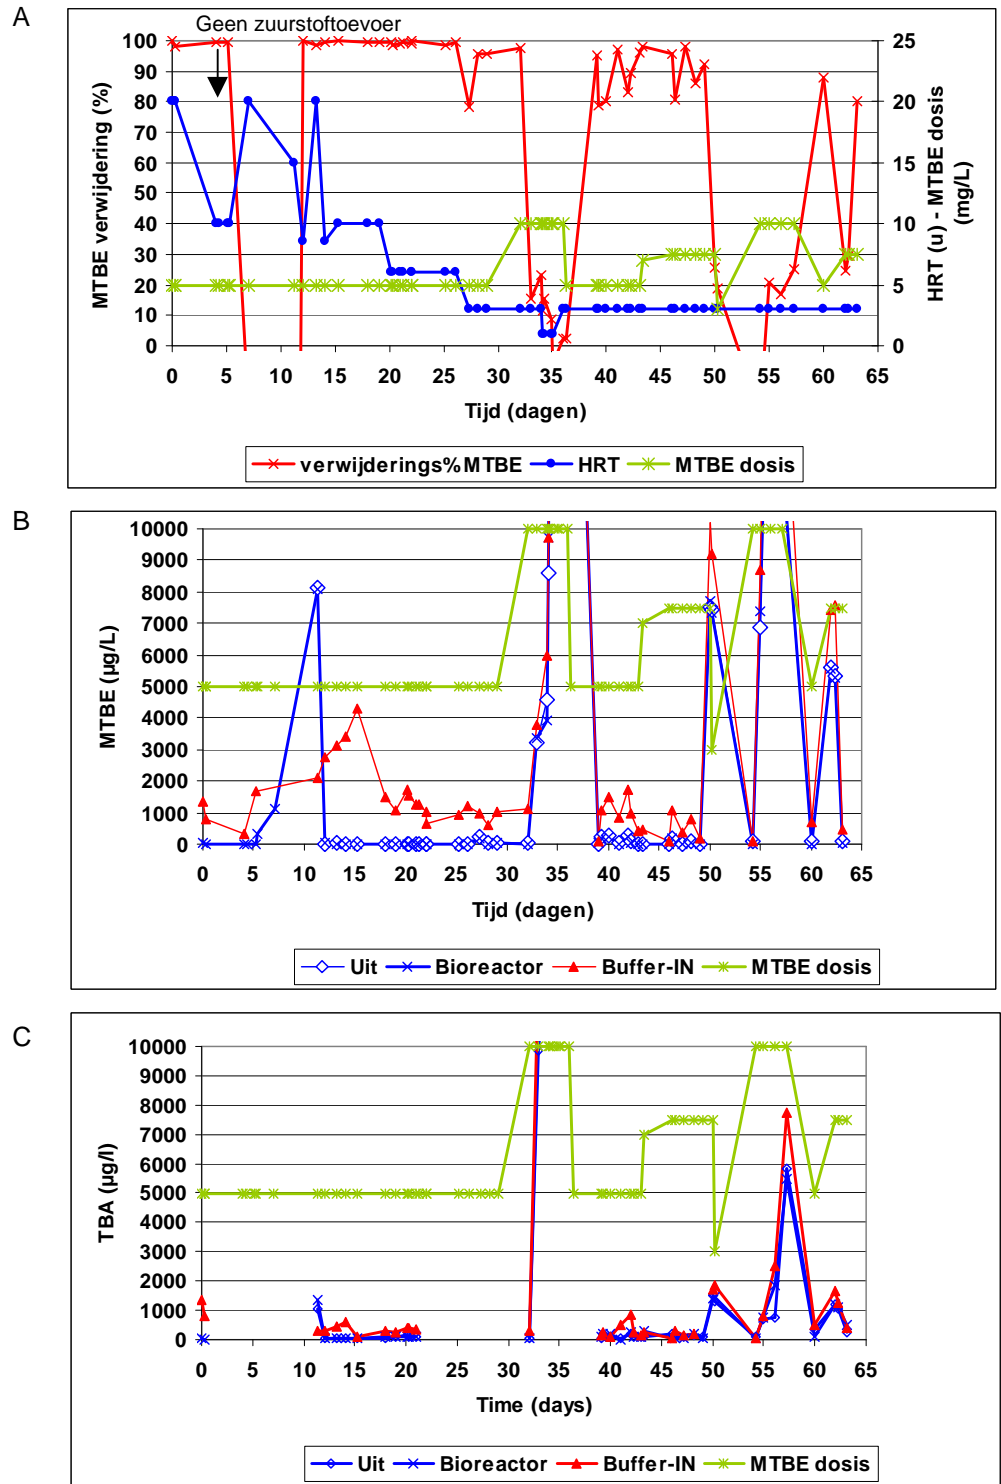 A
Geen zuurstoftoevoer
MTBE verwijdering (%)
100
90
80
70
60
50
40
30
20
10
0
25
20
15
10
5
0
HRT (u) - MTBE dosis
(mg/L)
0 5 10 15 20 25 30 35 40 45 50 55 60 65
Tijd (dagen)
verwijderings%MTBE HRT MTBE dosis
B
MTBE (µg/L)
10000
9000
8000
7000
6000
5000
4000
3000
2000
1000
0
0 5 10 15 20 25 30 35 40 45 50 55 60 65
Tijd (dagen)
Uit Bioreactor Buffer-IN MTBE dosis
C
TBA (µg/l)
10000
9000
8000
7000
6000
5000
4000
3000
2000
1000
0
0 5 10 15 20 25 30 35 40 45 50 55 60 65
Time (days)
Uit Bioreactor Buffer-IN MTBE dosis